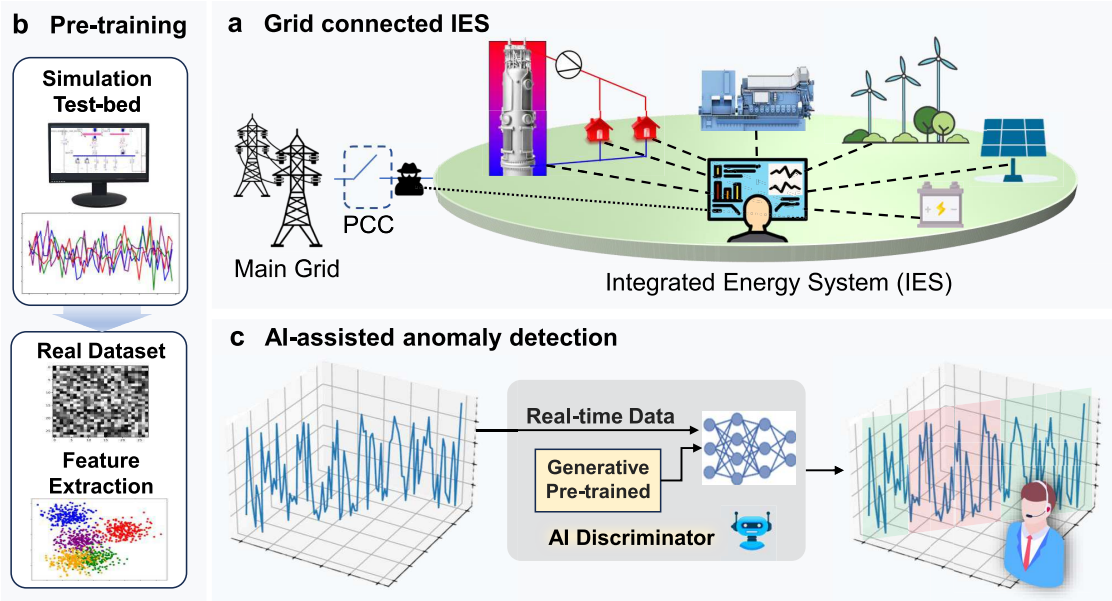 b Pre-training
Simulation
Test-bed
Real Dataset
Feature
Extraction
a Grid connected IES
PCC
Main Grid
Integrated Energy System (IES)
c AI-assisted anomaly detection
Real-time Data
Generative
Pre-trained
AI Discriminator